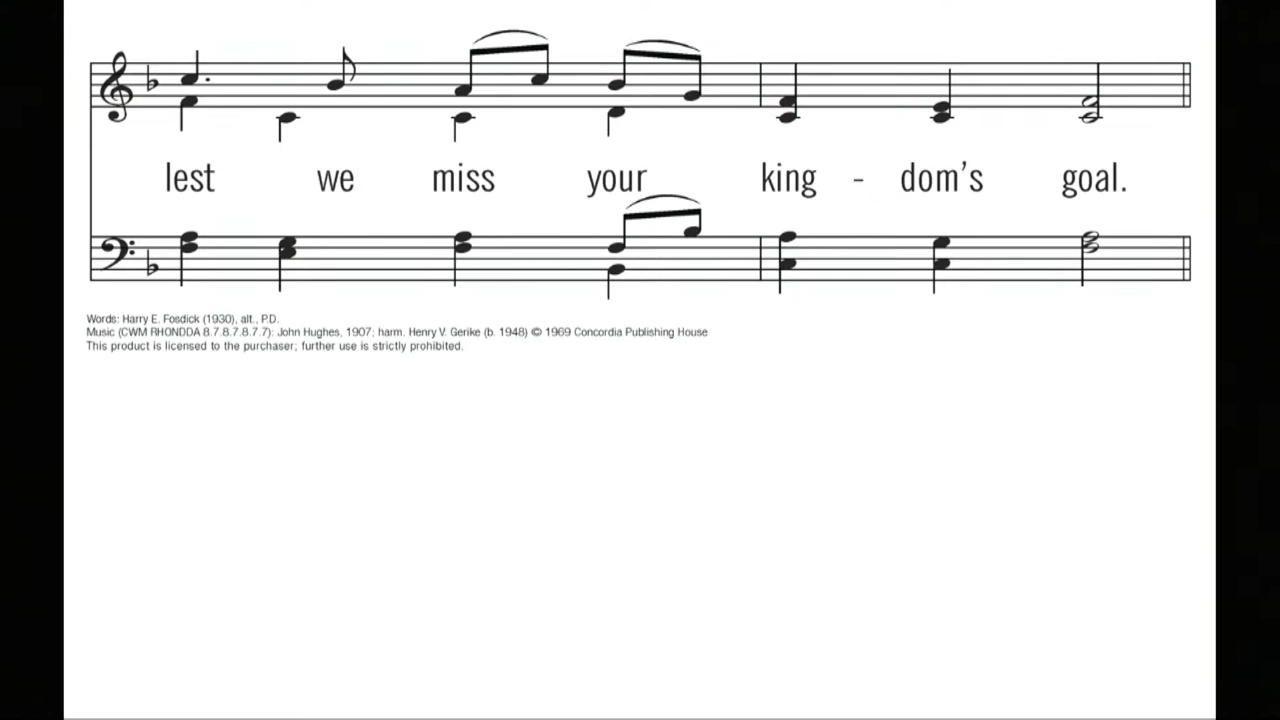 lest we miss your king - dom's goal.
Words: Harry E. Fosdick (1930), alt., P.D.
Music (CWM RHONDDA 8.7.8.7.8.7.7): John Hughes, 1907; harm. Henry V. Gerike (b. 1948) © 1969 Concordia Publishing House
This product is licensed to the purchaser; further use is strictly prohibited.